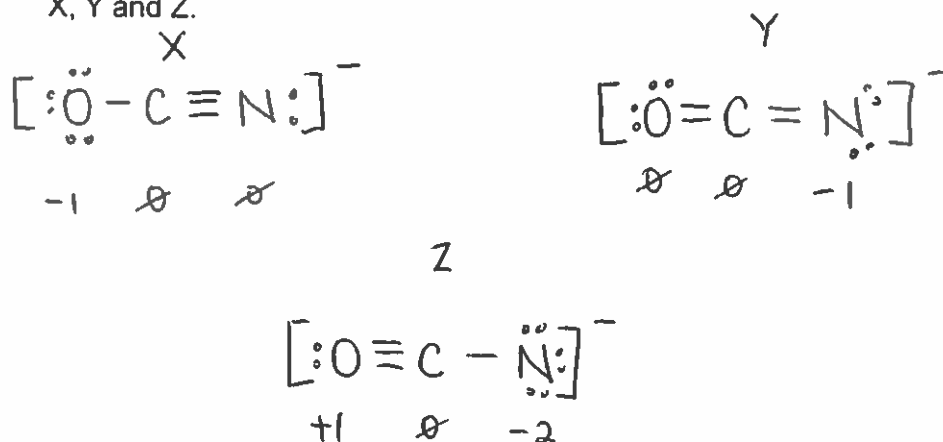 X, Y and Z.
X
[:Ö - C ≡ N:]⁻
-1 0 0
Y
[:Ö = C = N:]⁻
0 0 -1
Z
[:O ≡ C - N̈:]⁻
+1 0 -2